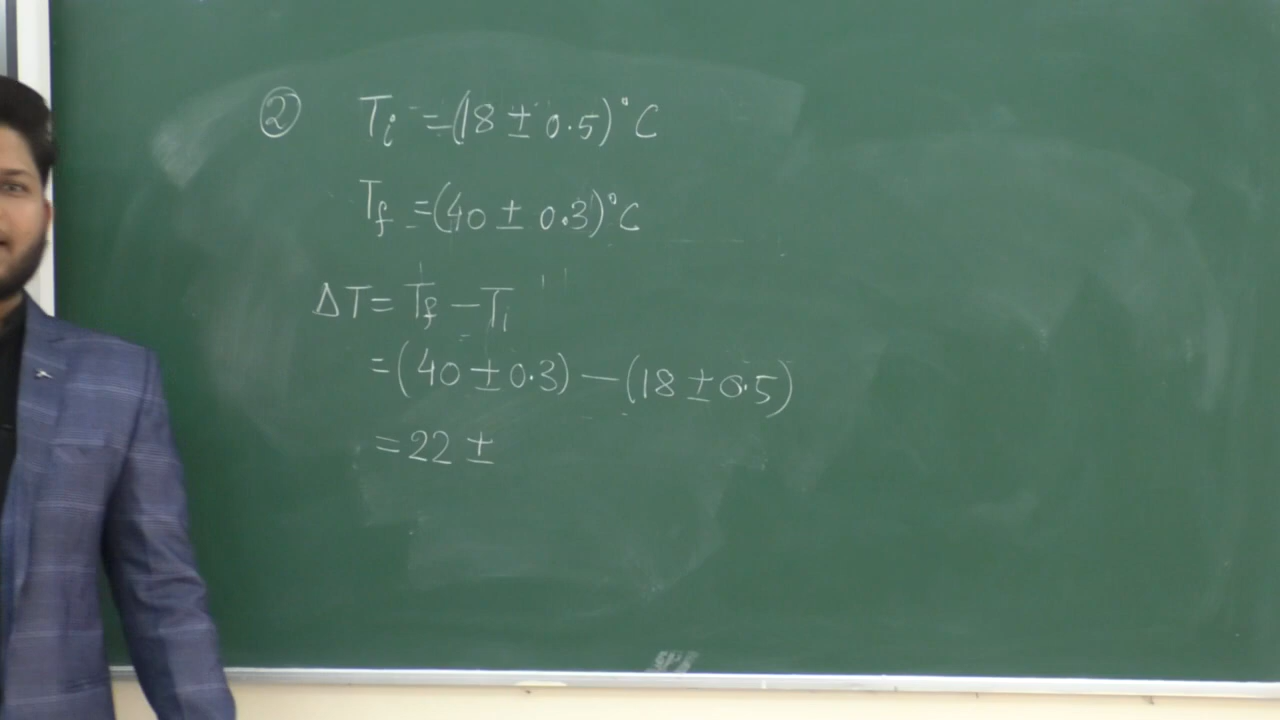 ② Ti = (18 ± 0.5)°C
Tf = (40 ± 0.3)°C
ΔT = Tf − Ti
= (40 ± 0.3) − (18 ± 0.5)
= 22 ±